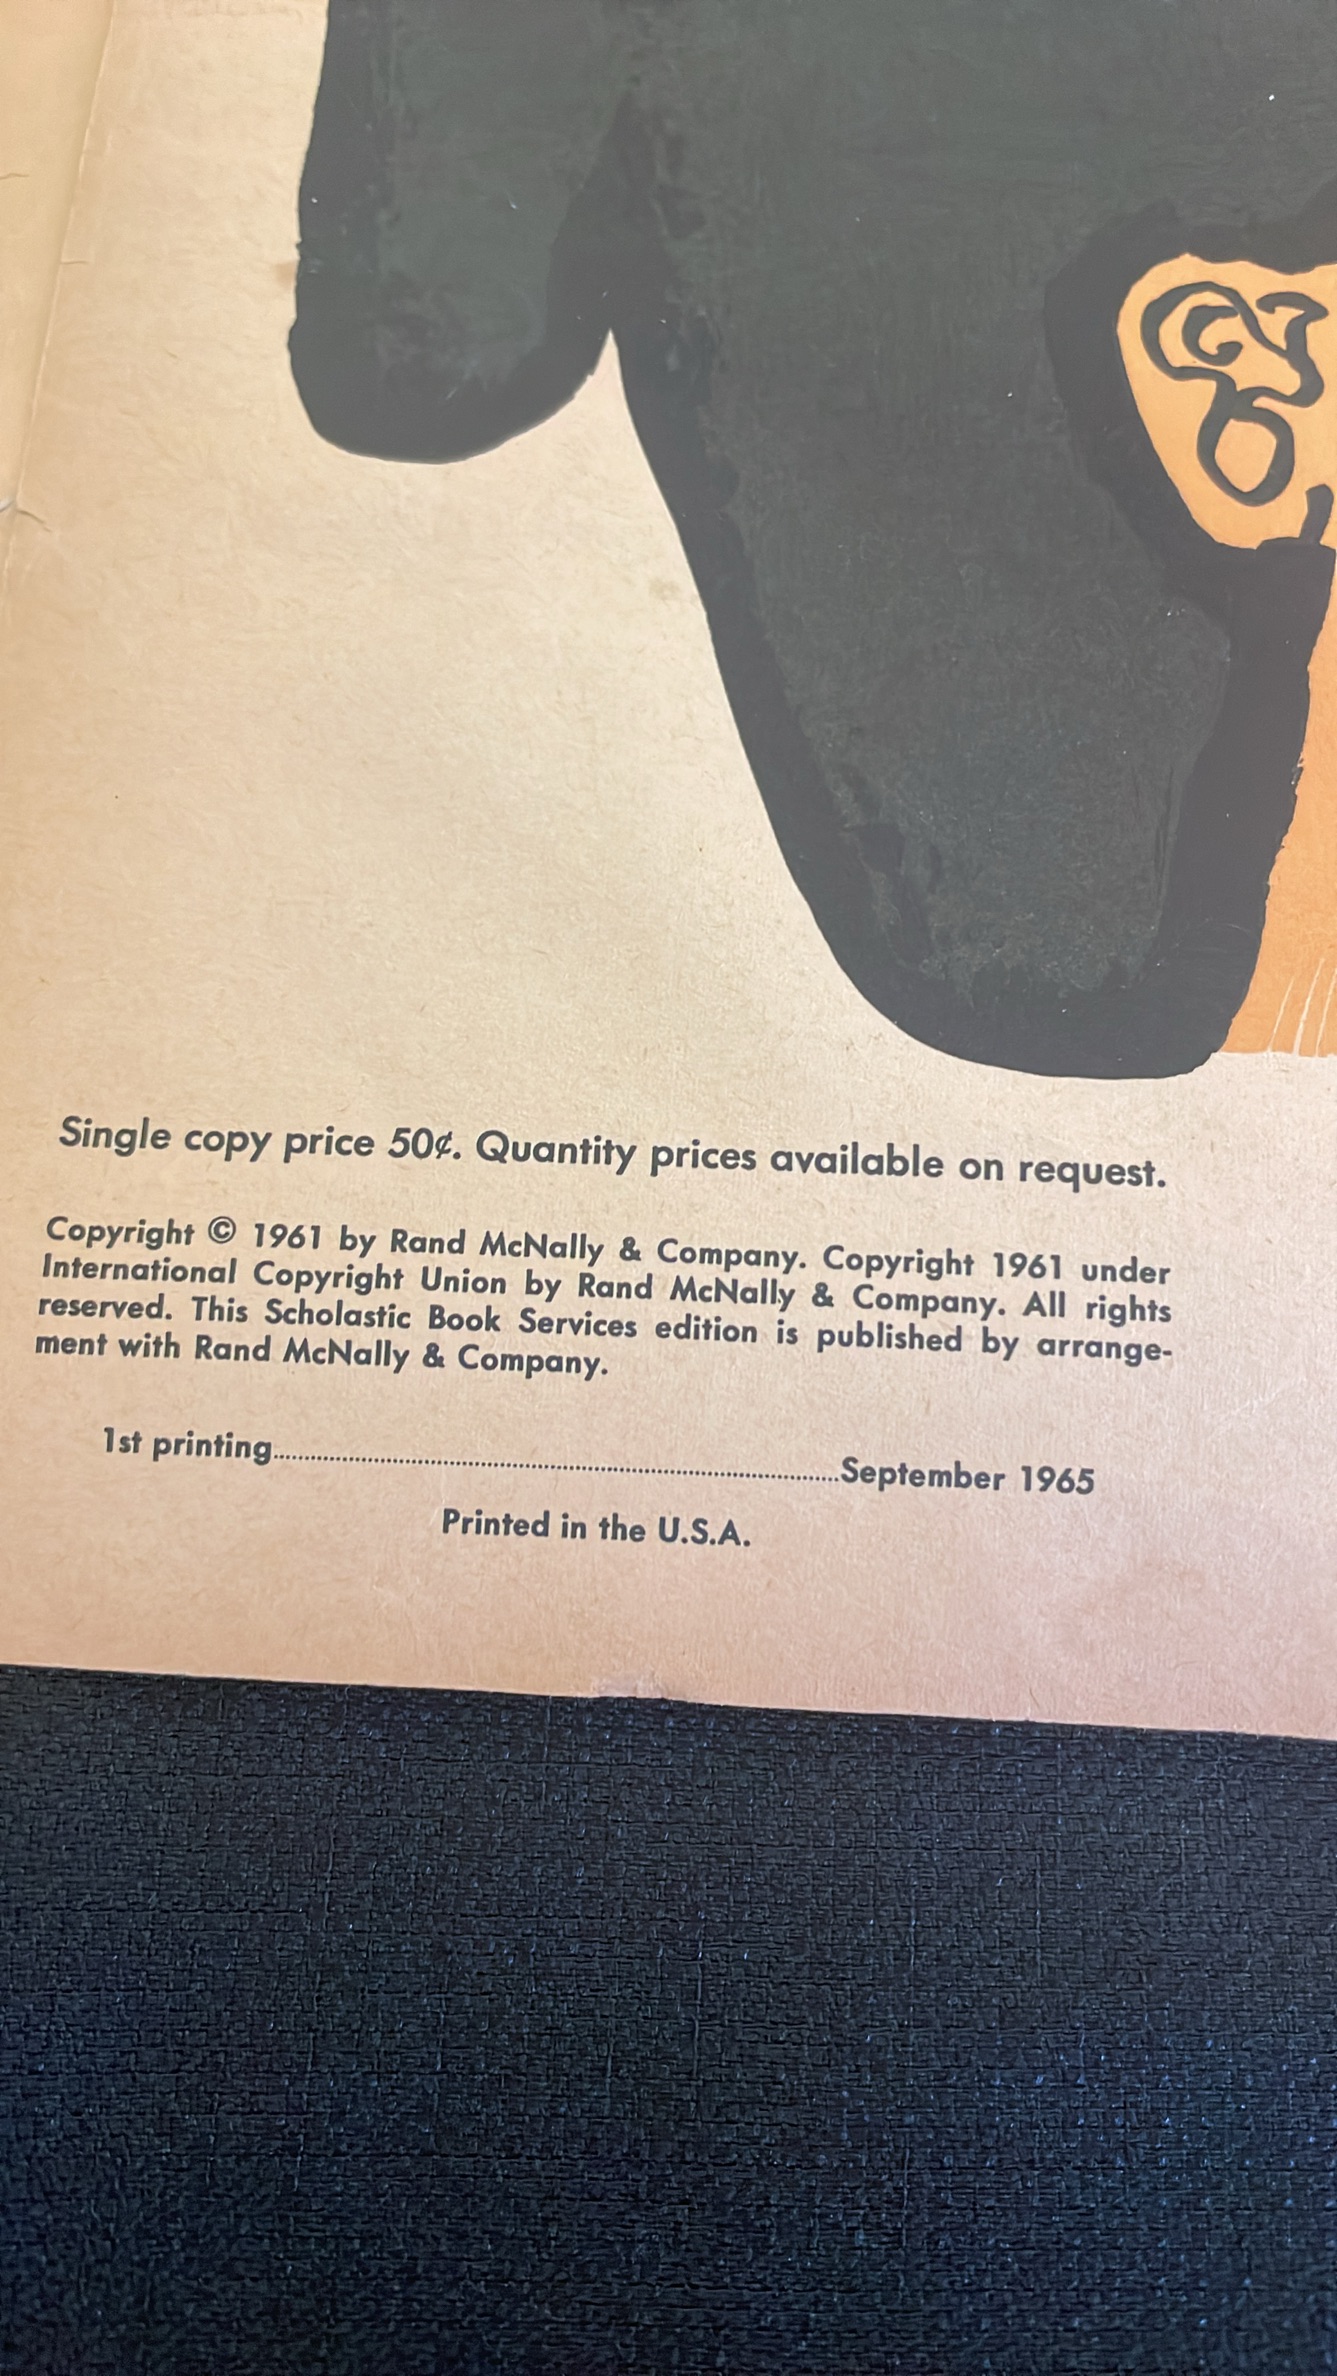 Single copy price 50¢. Quantity prices available on request.
Copyright © 1961 by Rand McNally & Company. Copyright 1961 under
International Copyright Union by Rand McNally & Company. All rights
reserved. This Scholastic Book Services edition is published by arrange-
ment with Rand McNally & Company.
1st printing........................................September 1965
Printed in the U.S.A.